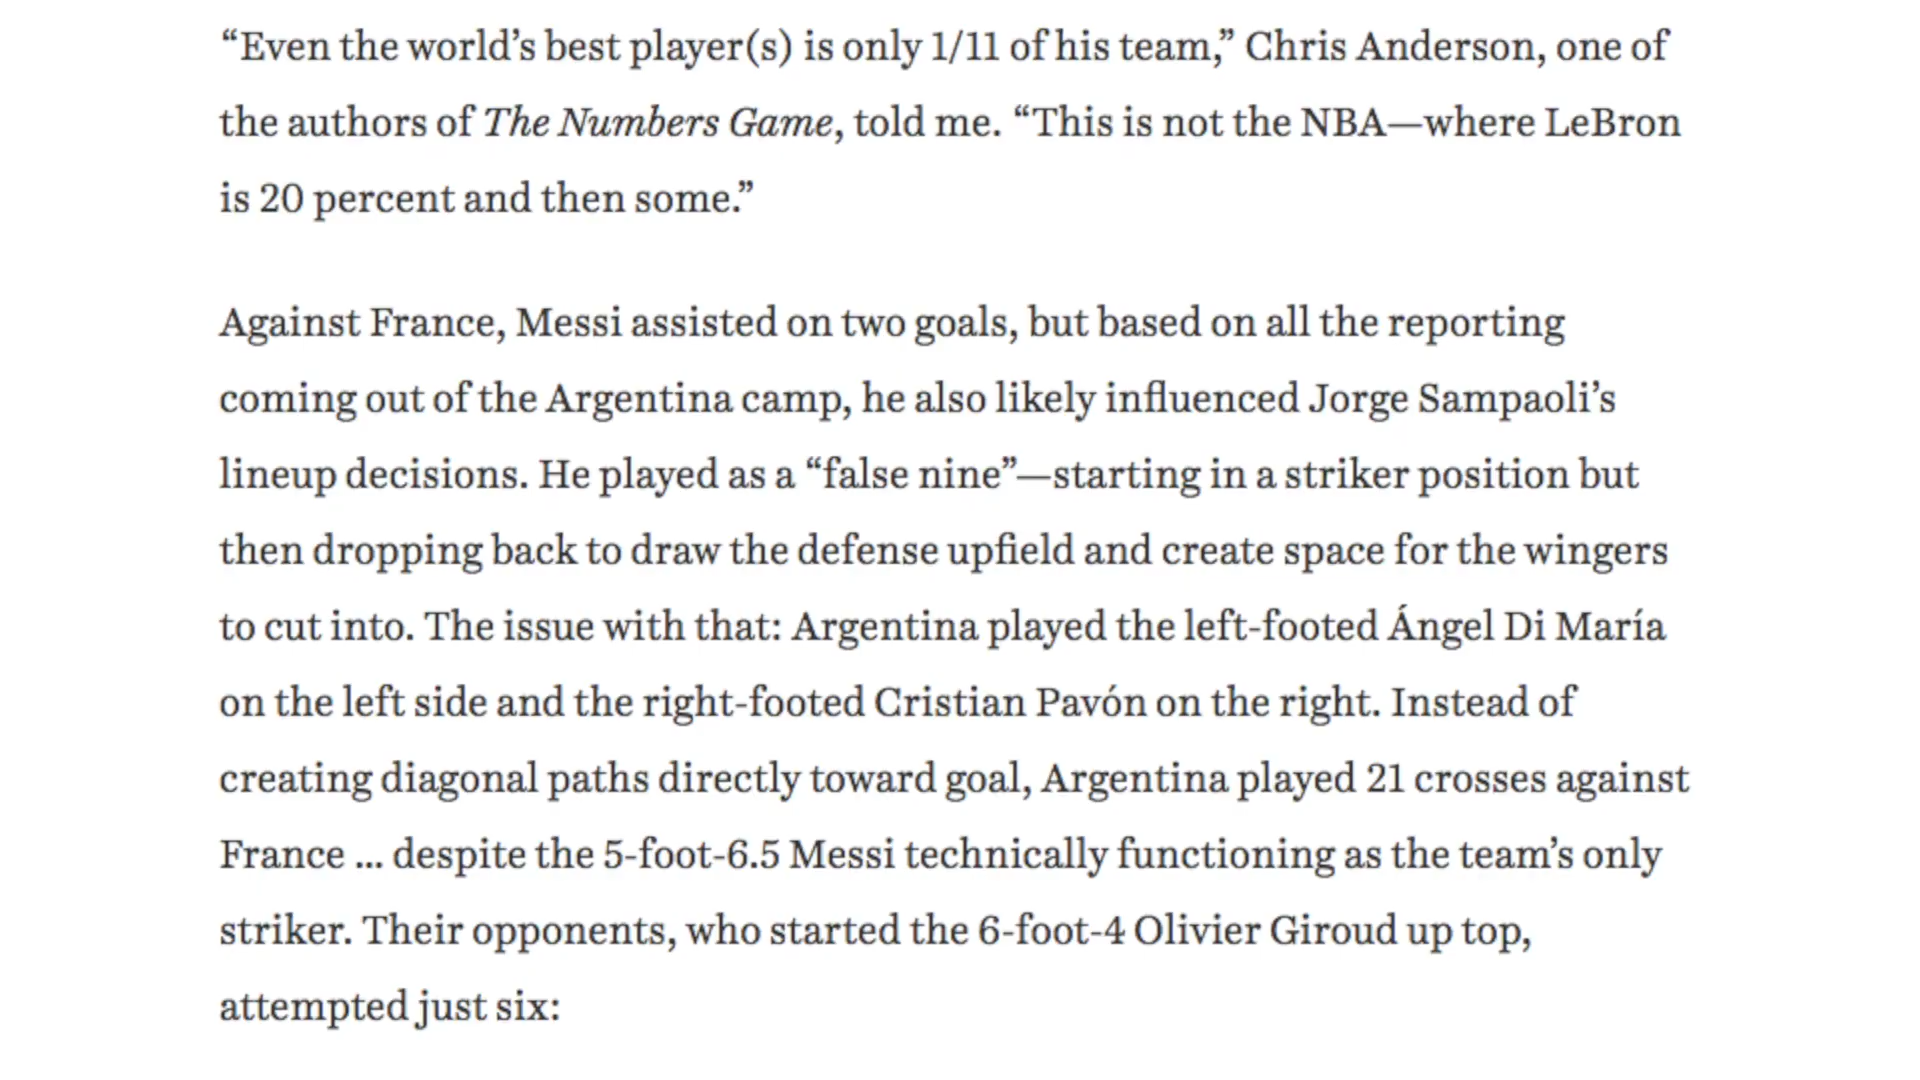 “Even the world’s best player(s) is only 1/11 of his team,” Chris Anderson, one of
the authors of The Numbers Game, told me. “This is not the NBA—where LeBron
is 20 percent and then some.”
Against France, Messi assisted on two goals, but based on all the reporting
coming out of the Argentina camp, he also likely influenced Jorge Sampaoli’s
lineup decisions. He played as a “false nine”—starting in a striker position but
then dropping back to draw the defense upfield and create space for the wingers
to cut into. The issue with that: Argentina played the left-footed Ángel Di María
on the left side and the right-footed Cristian Pavón on the right. Instead of
creating diagonal paths directly toward goal, Argentina played 21 crosses against
France ... despite the 5-foot-6.5 Messi technically functioning as the team’s only
striker. Their opponents, who started the 6-foot-4 Olivier Giroud up top,
attempted just six: